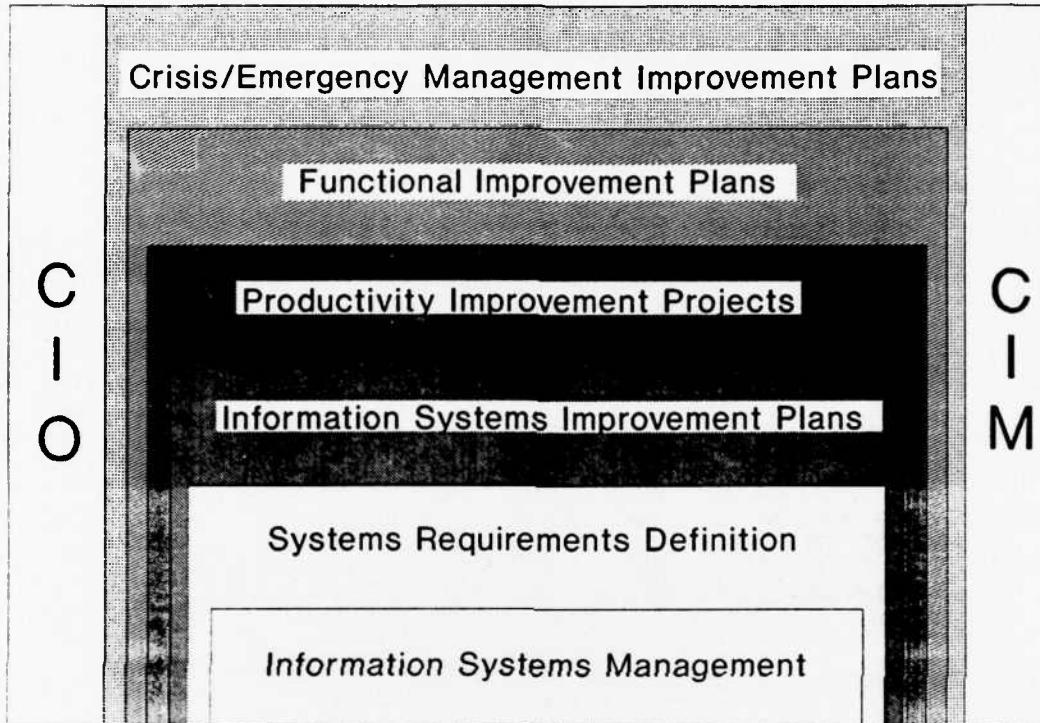 Crisis/Emergency Management Improvement Plans
Functional Improvement Plans
Productivity Improvement Projects
Information Systems Improvement Plans
Systems Requirements Definition
Information Systems Management
C
I
O
C
I
M